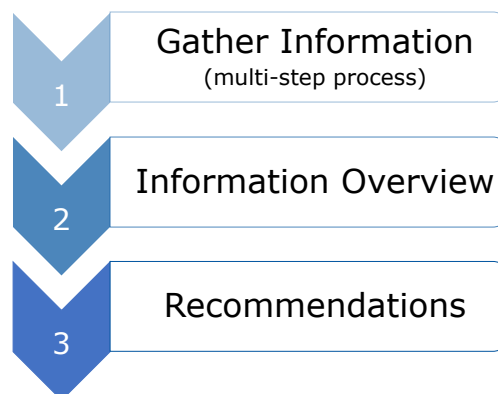 1
Gather Information
(multi-step process)
2
Information Overview
3
Recommendations